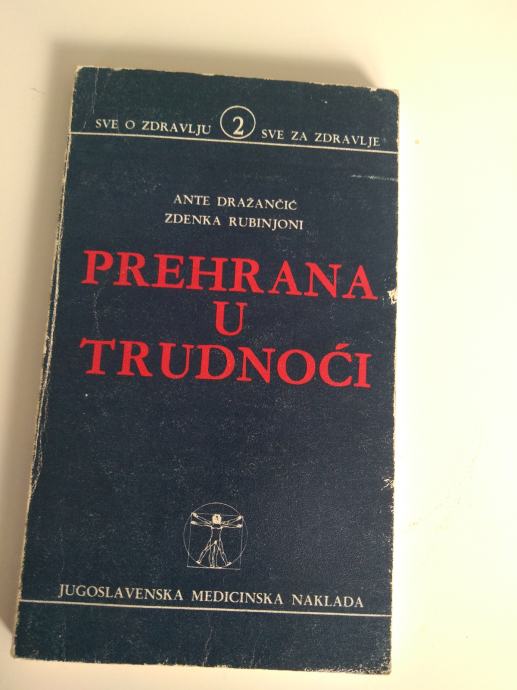 SVE O ZDRAVLJU 2 SVE ZA ZDRAVLJE
ANTE DRAŽANČIĆ
ZDENKA RUBINJONI
PREHRANA
U
TRUDNOĆI
JUGOSLAVENSKA MEDICINSKA NAKLADA